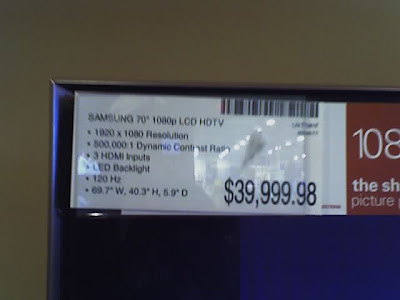 SAMSUNG 70" 1080p LCD HDTV
• 1920 x 1080 Resolution
• 500,000:1 Dynamic Contrast Ratio
• 3 HDMI Inputs
• LED Backlight
• 120 Hz
• 69.7" W, 40.3" H, 5.9" D
$39,999.98
108
the sh
picture